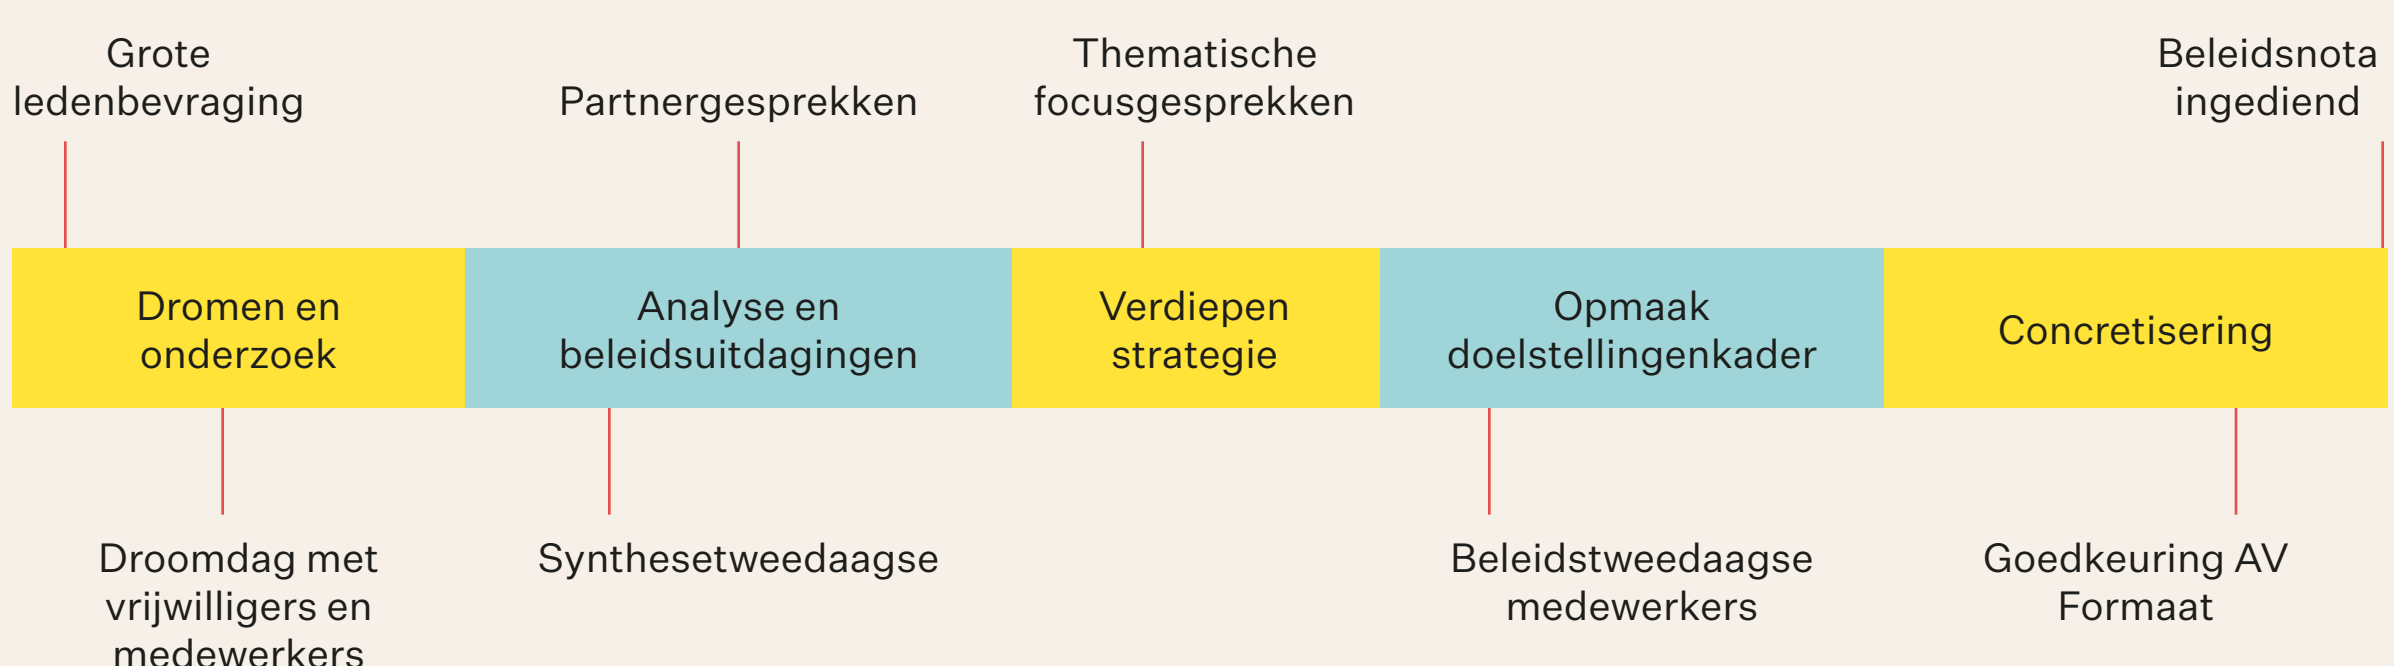 Grote
ledenbevraging
Partnergesprekken
Thematische
focusgesprekken
Beleidsnota
ingediend
Dromen en
onderzoek
Analyse en
beleidsuitdagingen
Verdiepen
strategie
Opmaak
doelstellingenkader
Concretisering
Droomdag met
vrijwilligers en
medewerkers
Synthesetweedaagse
Beleidstweedaagse
medewerkers
Goedkeuring AV
Formaat